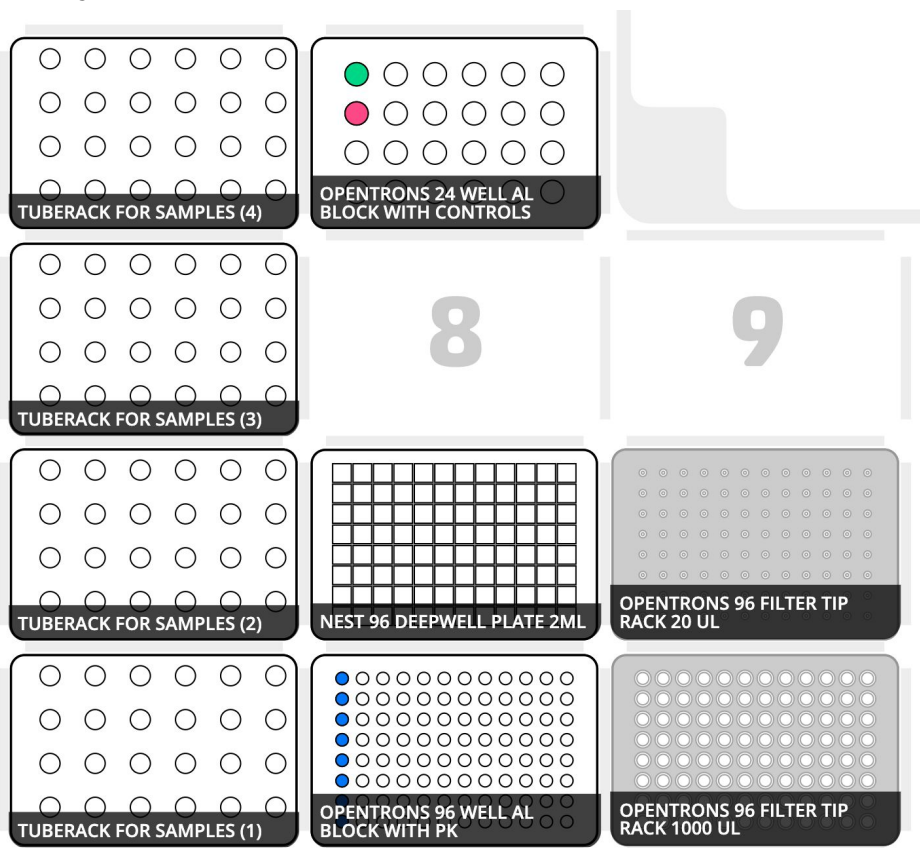 TUBERACK FOR SAMPLES (4)
OPENTRONS 24 WELL AL
BLOCK WITH CONTROLS
TUBERACK FOR SAMPLES (3)
8
9
TUBERACK FOR SAMPLES (2)
NEST 96 DEEPWELL PLATE 2ML
OPENTRONS 96 FILTER TIP
RACK 20 UL
TUBERACK FOR SAMPLES (1)
OPENTRONS 96 WELL AL
BLOCK WITH PK
OPENTRONS 96 FILTER TIP
RACK 1000 UL